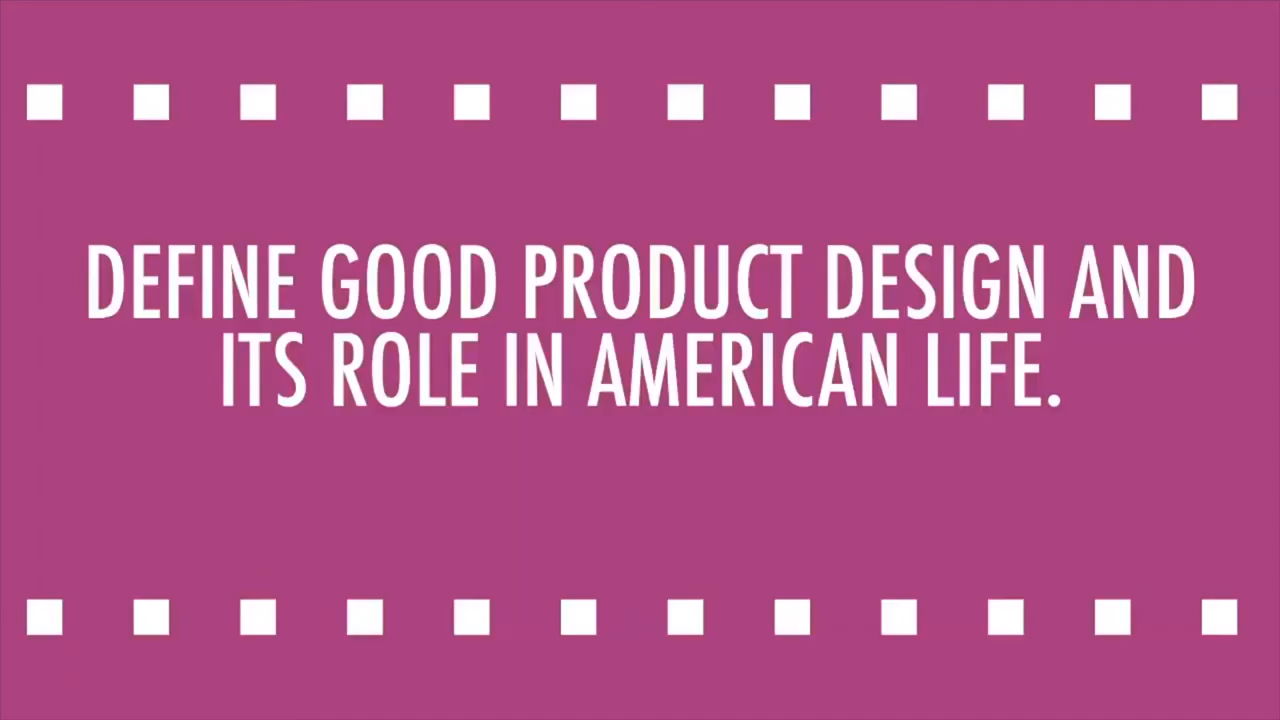 DEFINE GOOD PRODUCT DESIGN AND
ITS ROLE IN AMERICAN LIFE.